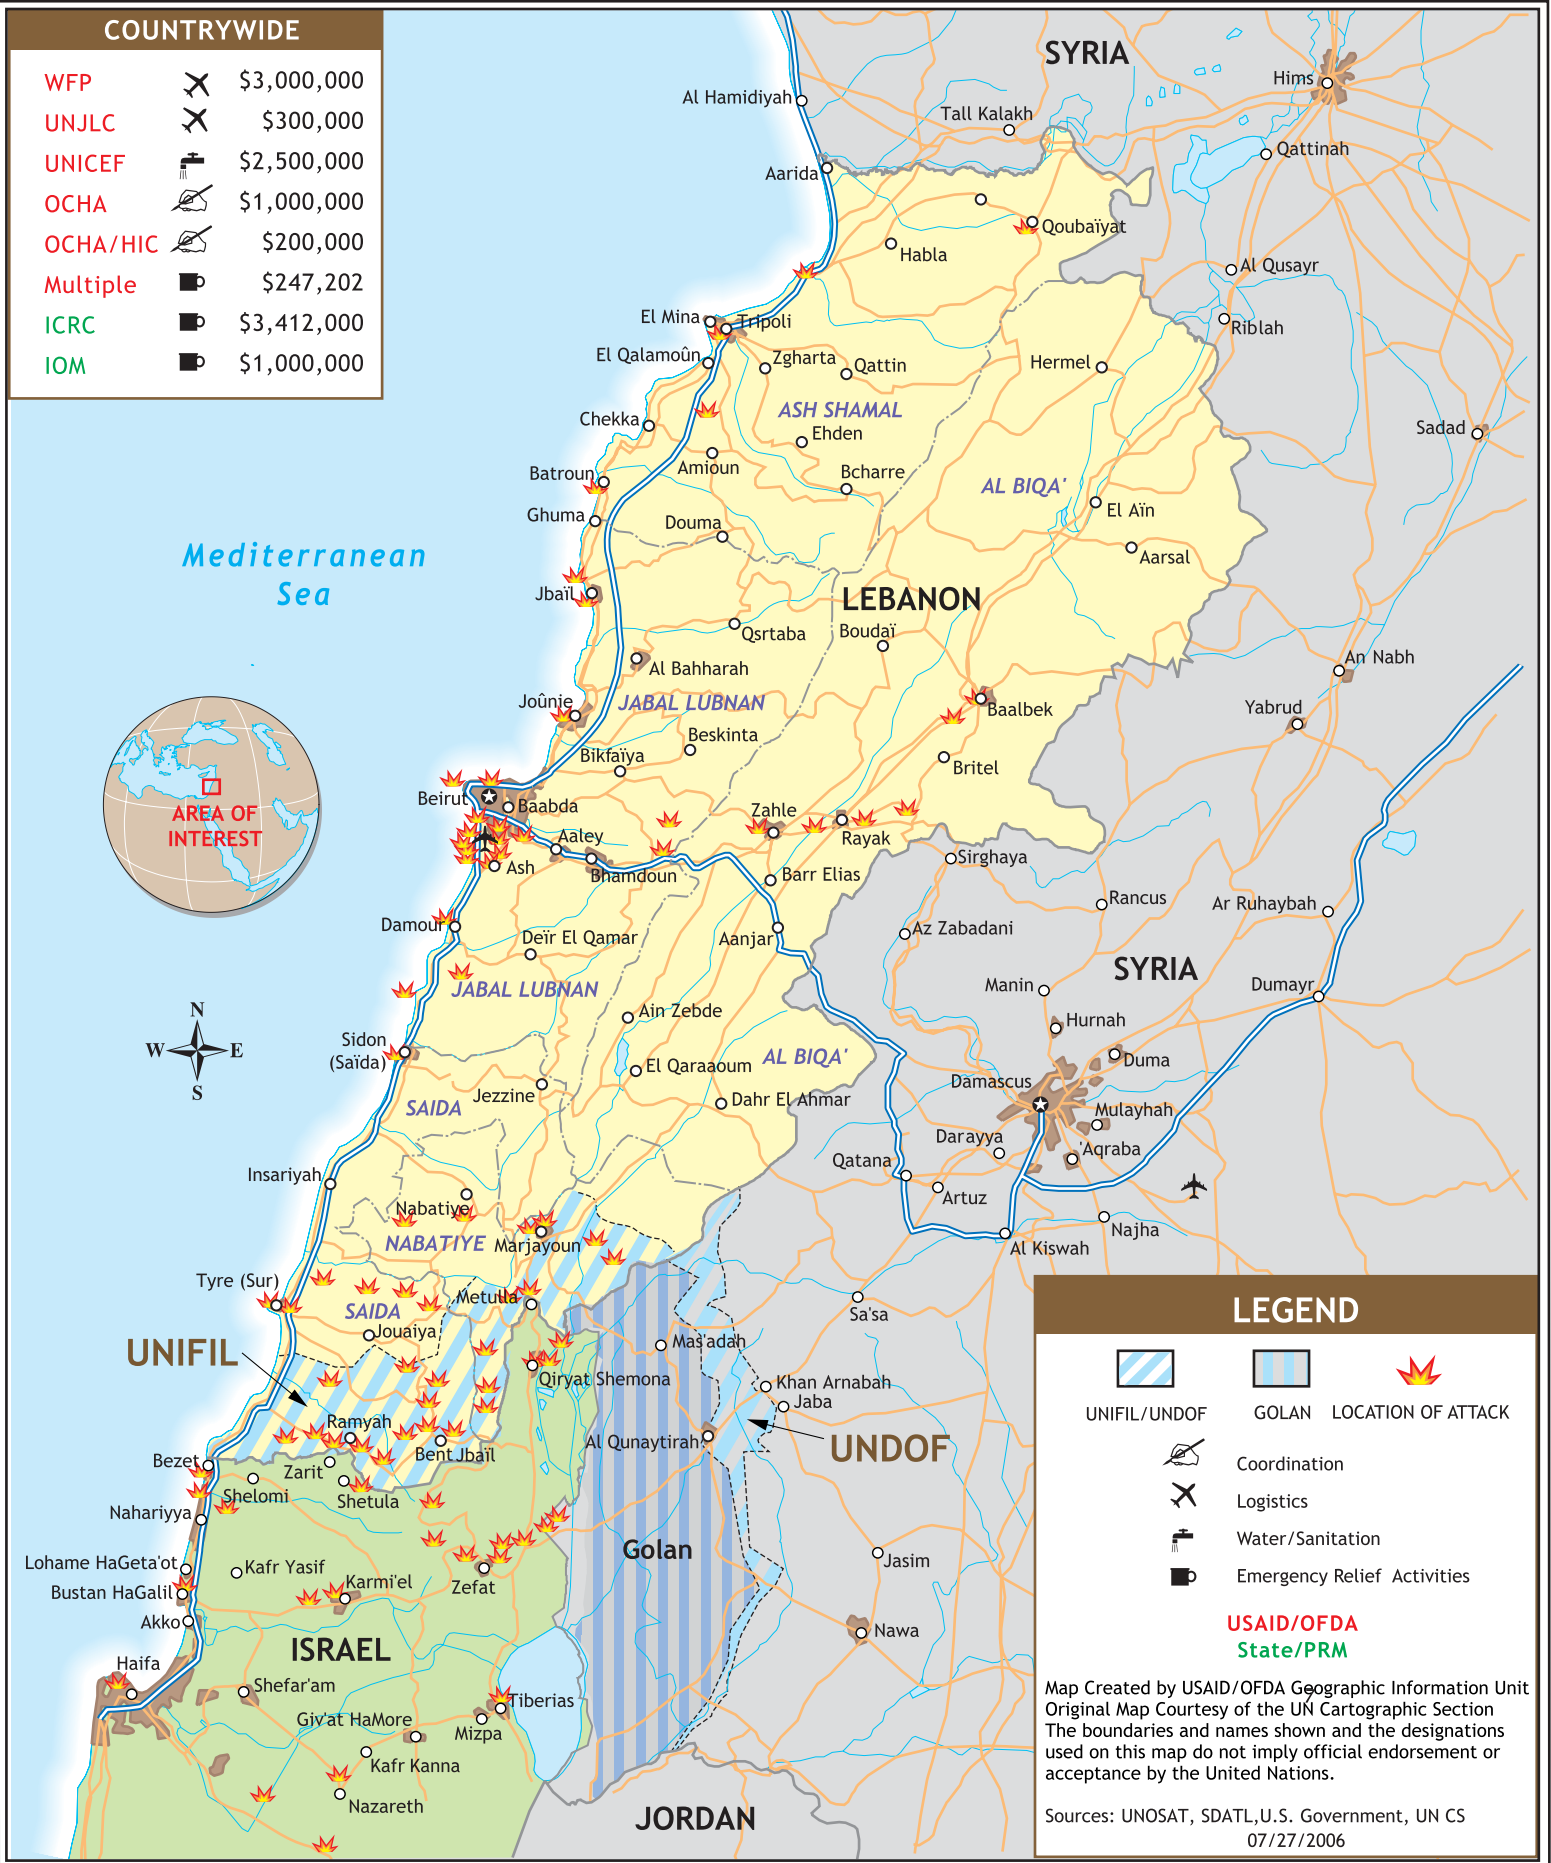 COUNTRYWIDE
WFP $3,000,000
UNJLC $300,000
UNICEF $2,500,000
OCHA $1,000,000
OCHA/HIC $200,000
Multiple $247,202
ICRC $3,412,000
IOM $1,000,000
SYRIA
Hims
Al Hamidiyah
Tall Kalakh
Qattinah
Aarida
Qoubaïyat
Habla
Al Qusayr
El Mina
Tripoli
Riblah
El Qalamoûn
Zgharta
Qattin
Hermel
ASH SHAMAL
Chekka
Ehden
Sadad
Amioun
Batroun
Bcharre
AL BIQA'
Ghuma
Douma
El Aïn
Aarsal
Mediterranean
Sea
Jbaïl
LEBANON
Qsrtaba
Boudaï
Al Bahharah
An Nabh
Joûnie
JABAL LUBNAN
Baalbek
Yabrud
Beskinta
Bikfaïya
Britel
Beirut
Baabda
Zahle
AREA OF
INTEREST
Aaley
Rayak
Ash
Bhamdoun
Barr Elias
Sirghaya
Rancus
Ar Ruhaybah
Damour
Deïr El Qamar
Aanjar
Az Zabadani
SYRIA
JABAL LUBNAN
Manin
Dumayr
N
W E
S
Ain Zebde
Hurnah
Sidon
(Saïda)
El Qaraaoum
AL BIQA'
Duma
Jezzine
Damascus
Dahr El Ahmar
SAIDA
Mulayhah
Darayya
'Aqraba
Insariyah
Qatana
Artuz
Nabatiye
Najha
NABATIYE
Marjayoun
Al Kiswah
Tyre (Sur)
Metulla
SAIDA
Sa'sa
Jouaiya
Mas'adah
UNIFIL
Qiryat Shemona
Khan Arnabah
Jaba
Ramyah
Al Qunaytirah
UNDOF
Bent Jbaïl
Bezet
Zarit
Shelomi
Shetula
Nahariyya
Golan
Lohame HaGeta'ot
Kafr Yasif
Jasim
Bustan HaGalil
Karmi'el
Zefat
Akko
Nawa
ISRAEL
Haifa
Shefar'am
Tiberias
Giv'at HaMore
Mizpa
Kafr Kanna
Nazareth
JORDAN
LEGEND
UNIFIL/UNDOF GOLAN LOCATION OF ATTACK
Coordination
Logistics
Water/Sanitation
Emergency Relief Activities
USAID/OFDA
State/PRM
Map Created by USAID/OFDA Geographic Information Unit
Original Map Courtesy of the UN Cartographic Section
The boundaries and names shown and the designations
used on this map do not imply official endorsement or
acceptance by the United Nations.
Sources: UNOSAT, SDATL,U.S. Government, UN CS
07/27/2006